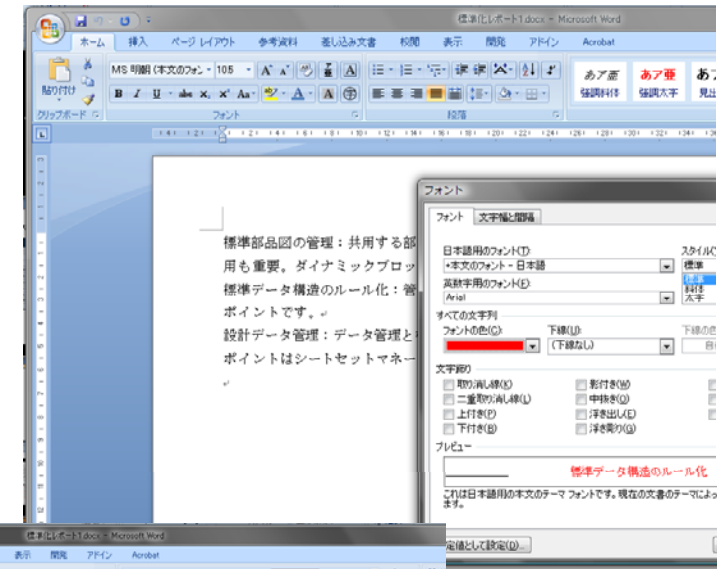 標準化レポート1.docx - Microsoft Word
ホーム 挿入 ページ レイアウト 参考資料 差し込み文書 校閲 表示 開発 アドイン Acrobat
MS 明朝 (本文のフォン 10.5
貼り付け
B I U abc x, x' Aa A
あア亜 あア亜 あア
強調斜体 強調太字 見出
クリップボード フォント 段落
標準部品図の管理：共用する部
用も重要。ダイナミックブロッ
標準データ構造のルール化：管
ポイントです。
設計データ管理：データ管理と
ポイントはシートセットマネー
フォント
フォント 文字幅と間隔
日本語用のフォント(T): スタイル(Y
+本文のフォント - 日本語 標準
英数字用のフォント(F): 標準
Arial 斜体
太字
すべての文字列
フォントの色(C): 下線(U): 下線の色
(下線なし) 自
文字飾り
取り消し線(K) 影付き(W)
二重取り消し線(L) 中抜き(O)
上付き(P) 浮き出し(E)
下付き(B) 浮き彫り(G)
プレビュー
標準データ構造のルール化
これは日本語用の本文のテーマ フォントです。現在の文書のテーマによっ
ます。
定値として設定(D)...
標準化レポート1.docx - Microsoft Word
表示 開発 アドイン Acrobat